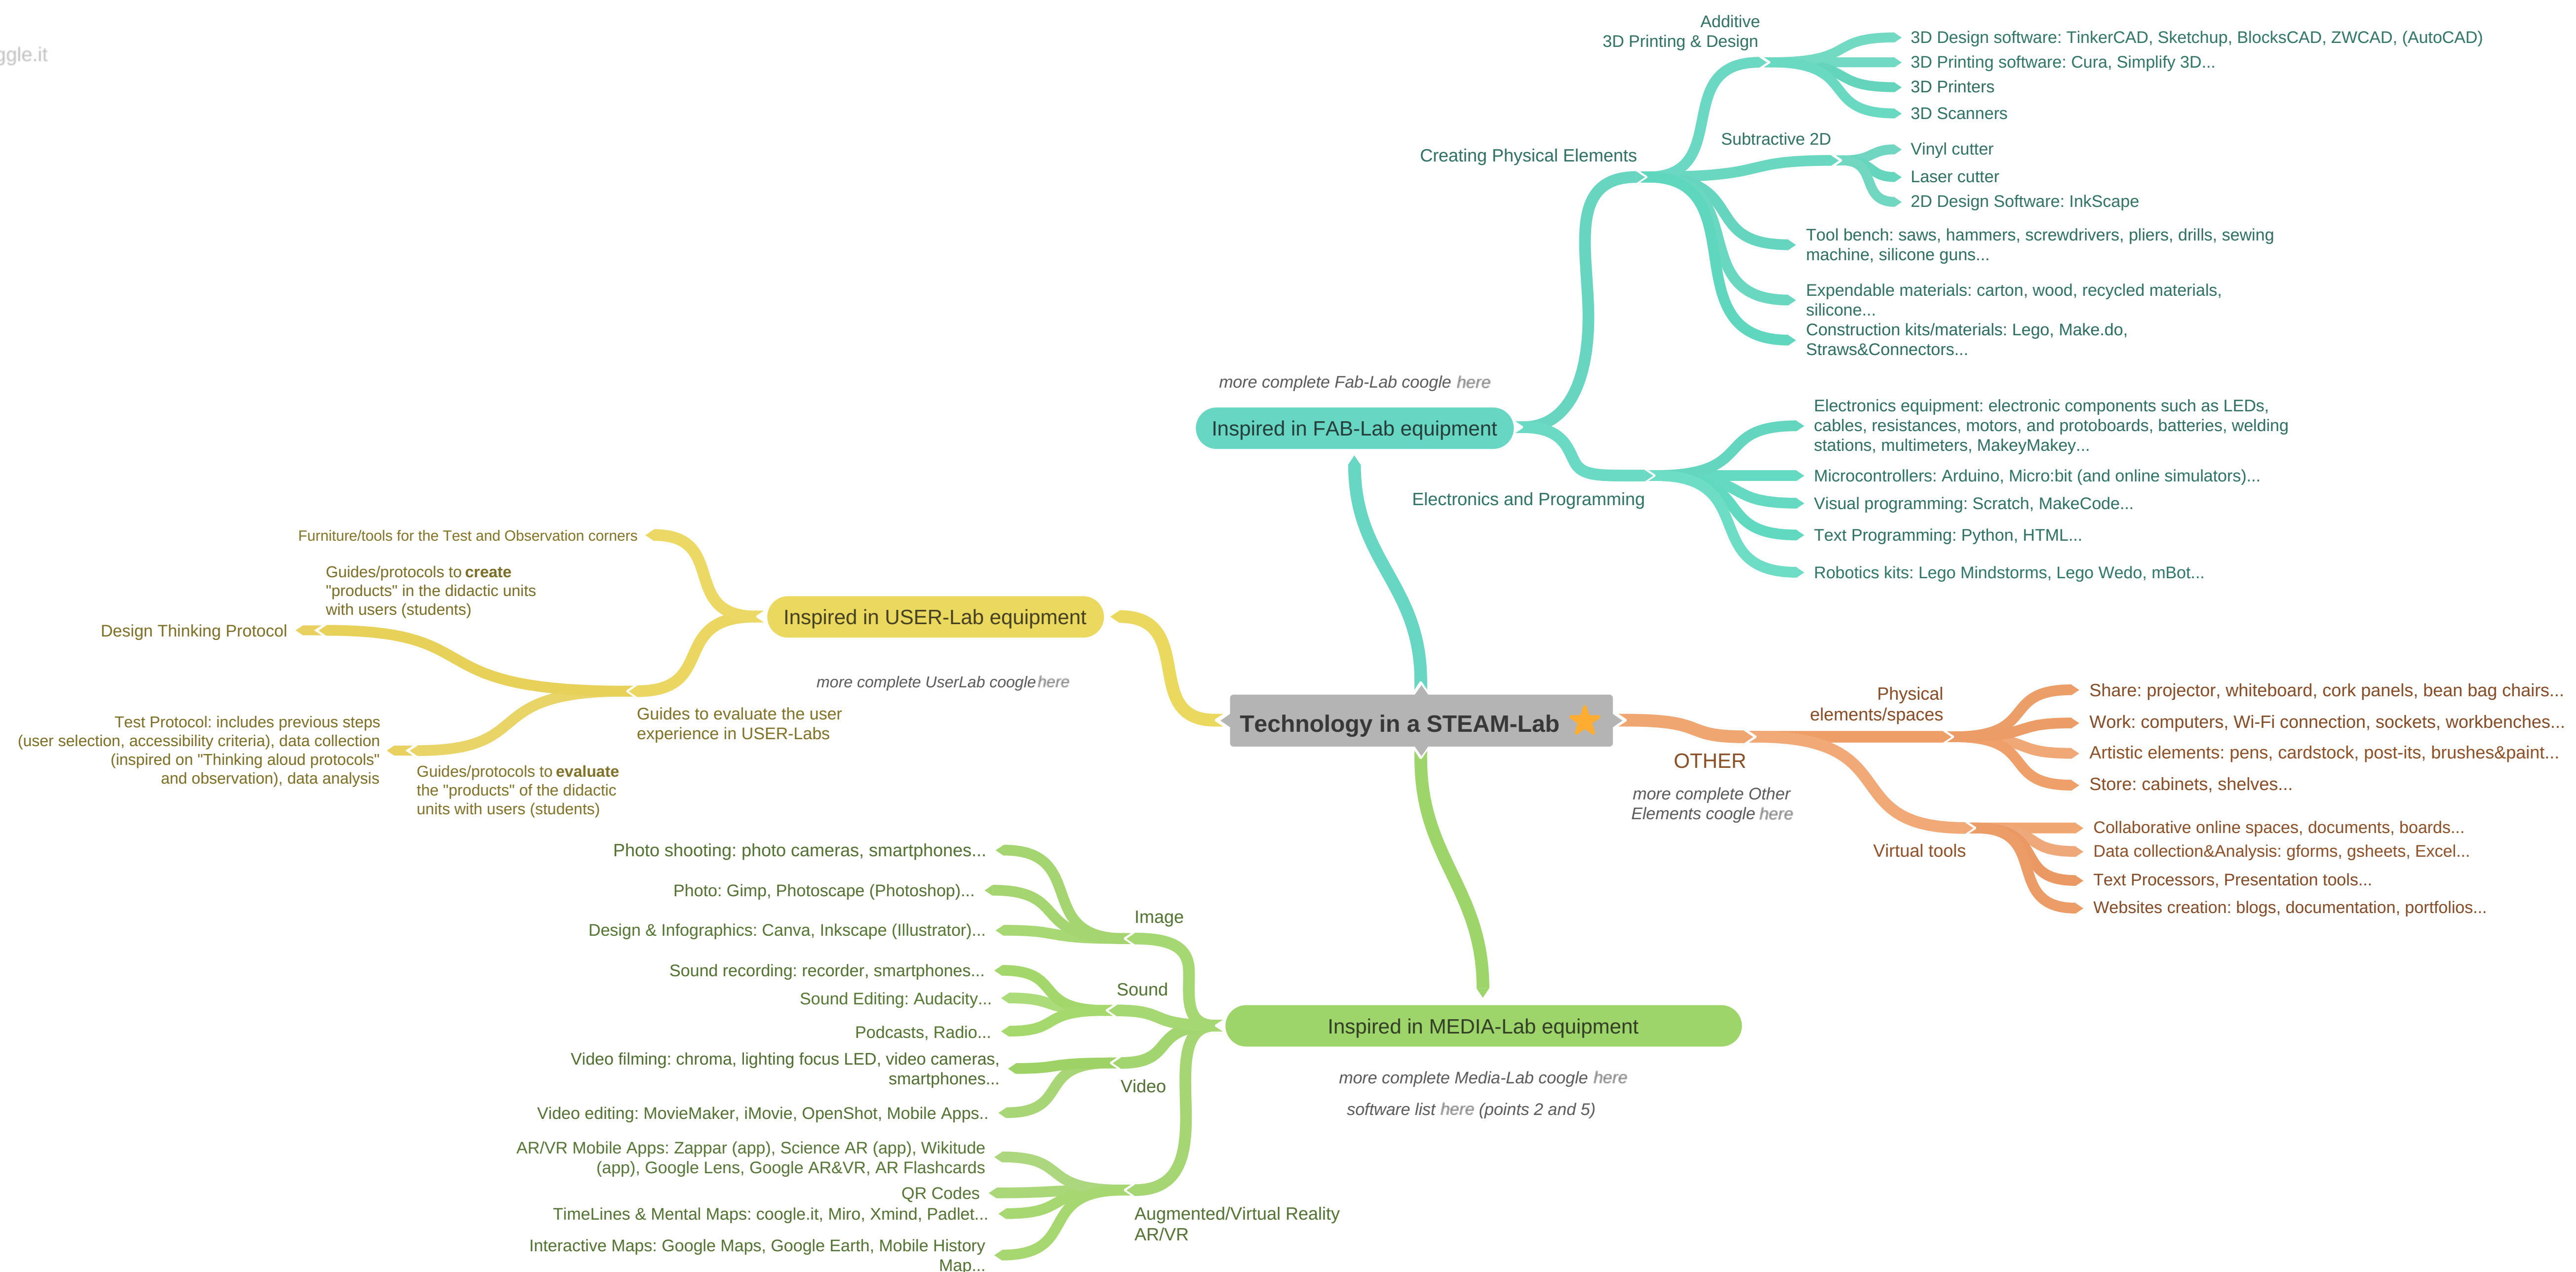 ggle.it
Additive
3D Printing & Design
3D Design software: TinkerCAD, Sketchup, BlocksCAD, ZWCAD, (AutoCAD)
3D Printing software: Cura, Simplify 3D...
3D Printers
3D Scanners
Creating Physical Elements
Subtractive 2D
Vinyl cutter
Laser cutter
2D Design Software: InkScape
Tool bench: saws, hammers, screwdrivers, pliers, drills, sewing
machine, silicone guns...
Expendable materials: carton, wood, recycled materials,
silicone...
Construction kits/materials: Lego, Make.do,
Straws&Connectors...
more complete Fab-Lab coogle here
Inspired in FAB-Lab equipment
Electronics and Programming
Electronics equipment: electronic components such as LEDs,
cables, resistances, motors, and protoboards, batteries, welding
stations, multimeters, MakeyMakey...
Microcontrollers: Arduino, Micro:bit (and online simulators)...
Visual programming: Scratch, MakeCode...
Text Programming: Python, HTML...
Robotics kits: Lego Mindstorms, Lego Wedo, mBot...
Furniture/tools for the Test and Observation corners
Guides/protocols to create
"products" in the didactic units
with users (students)
Design Thinking Protocol
Inspired in USER-Lab equipment
more complete UserLab coogle here
Guides to evaluate the user
experience in USER-Labs
Test Protocol: includes previous steps
(user selection, accessibility criteria), data collection
(inspired on "Thinking aloud protocols"
and observation), data analysis
Guides/protocols to evaluate
the "products" of the didactic
units with users (students)
Technology in a STEAM-Lab
OTHER
more complete Other
Elements coogle here
Physical
elements/spaces
Share: projector, whiteboard, cork panels, bean bag chairs...
Work: computers, Wi-Fi connection, sockets, workbenches...
Artistic elements: pens, cardstock, post-its, brushes&paint...
Store: cabinets, shelves...
Virtual tools
Collaborative online spaces, documents, boards...
Data collection&Analysis: gforms, gsheets, Excel...
Text Processors, Presentation tools...
Websites creation: blogs, documentation, portfolios...
Photo shooting: photo cameras, smartphones...
Photo: Gimp, Photoscape (Photoshop)...
Design & Infographics: Canva, Inkscape (Illustrator)...
Image
Sound recording: recorder, smartphones...
Sound Editing: Audacity...
Podcasts, Radio...
Sound
Video filming: chroma, lighting focus LED, video cameras,
smartphones...
Video editing: MovieMaker, iMovie, OpenShot, Mobile Apps..
Video
Inspired in MEDIA-Lab equipment
more complete Media-Lab coogle here
software list here (points 2 and 5)
AR/VR Mobile Apps: Zappar (app), Science AR (app), Wikitude
(app), Google Lens, Google AR&VR, AR Flashcards
QR Codes
TimeLines & Mental Maps: coogle.it, Miro, Xmind, Padlet...
Interactive Maps: Google Maps, Google Earth, Mobile History
Map...
Augmented/Virtual Reality
AR/VR